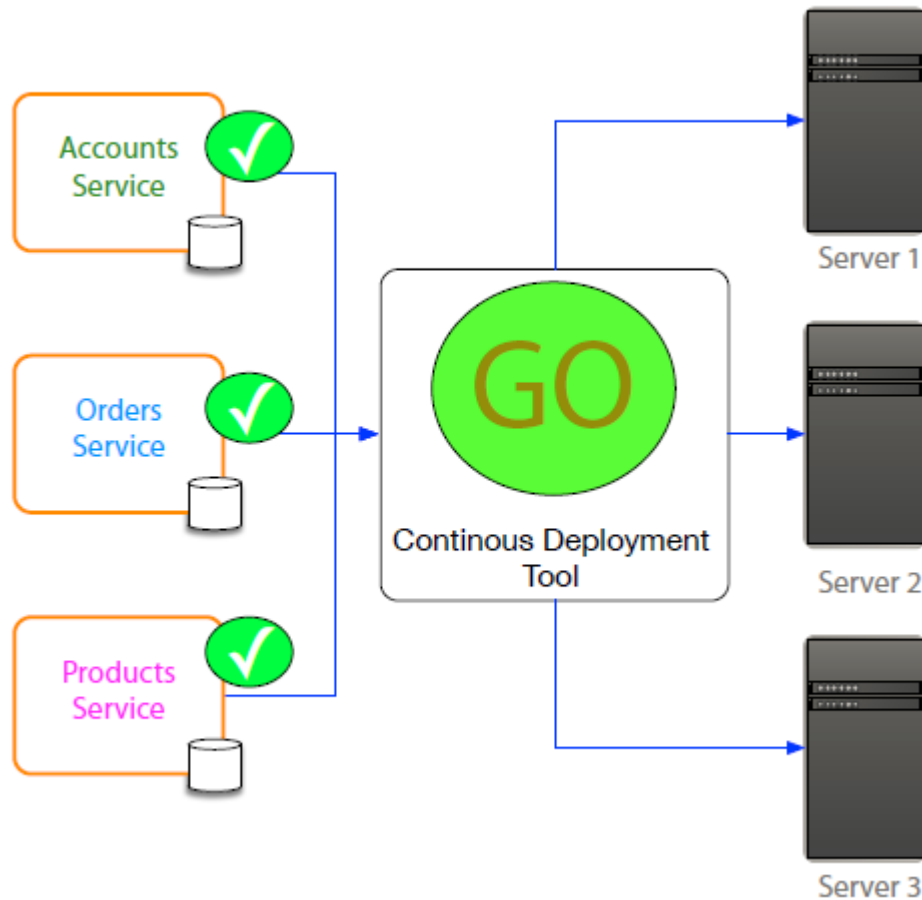 Accounts
Service
Orders
Service
Products
Service
GO
Continous Deployment
Tool
Server 1
Server 2
Server 3